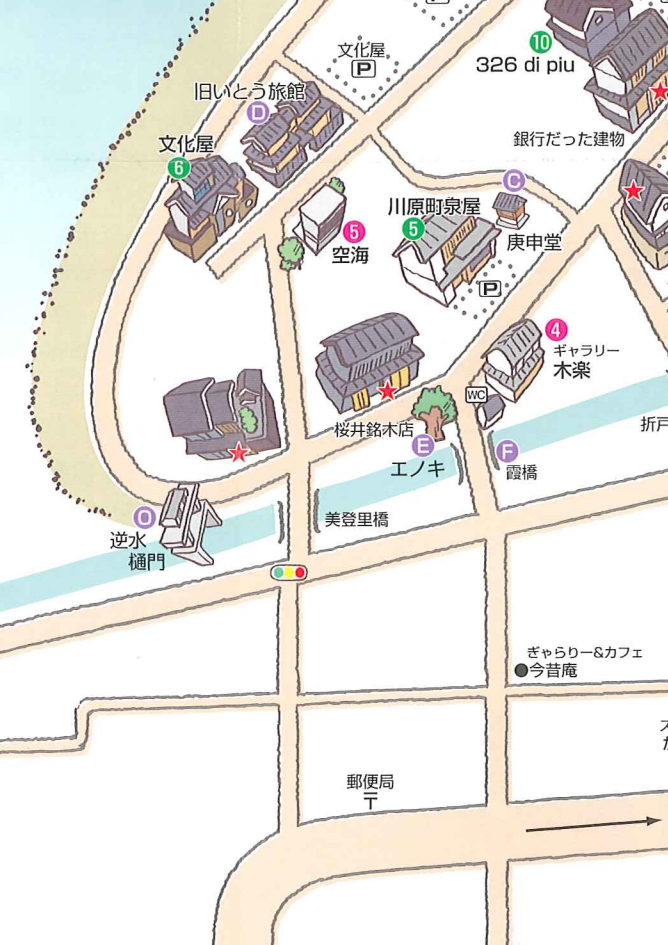 文化屋
P
10
326 di piu
旧いとう旅館
D
文化屋
6
銀行だった建物
C
川原町泉屋
5
庚申堂
5
空海
P
4
ギャラリー
木楽
WC
桜井銘木店
E
エノキ
F
霞橋
折戸
O
逆水
樋門
美登里橋
ぎゃらりー&カフェ
今昔庵
郵便局
〒